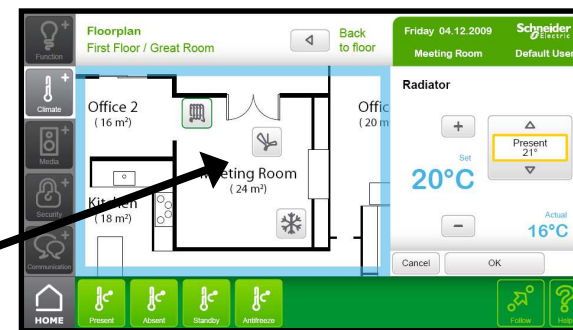 Function
Climate
Media
Security
Communication
HOME
Floorplan
First Floor / Great Room
Back
to floor
Friday 04.12.2009
Meeting Room
Schneider
Electric
Default User
Office 2
( 16 m²)
Offic
( 20 m
eting Room
( 24 m²)
( 18 m²)
Radiator
+
Set
20°C
−
Present
21°
Actual
16°C
Cancel
OK
Present
Absent
Standby
Antifreeze
Follow
Help